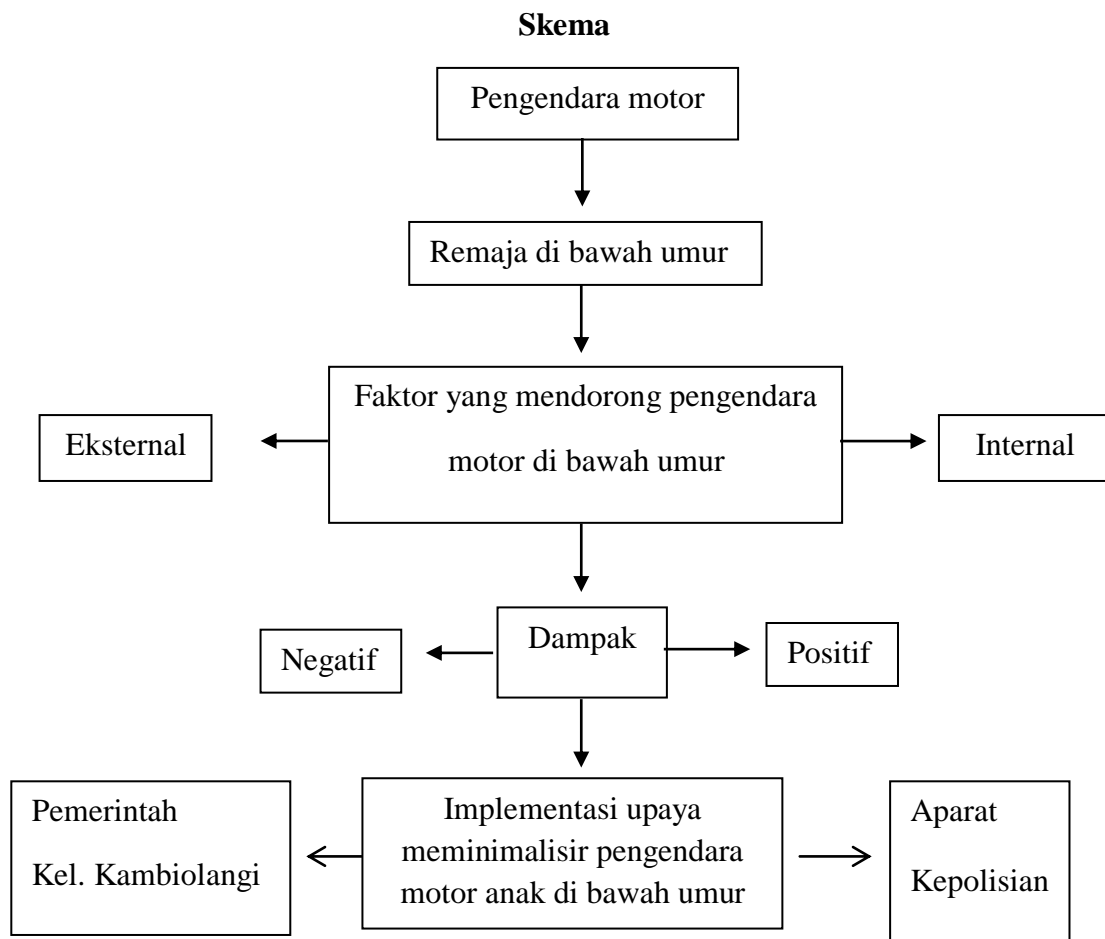 Skema
Pengendara motor
Remaja di bawah umur
Faktor yang mendorong pengendara
motor di bawah umur
Eksternal
Internal
Dampak
Negatif
Positif
Implementasi upaya
meminimalisir pengendara
motor anak di bawah umur
Pemerintah
Kel. Kambiolangi
Aparat
Kepolisian